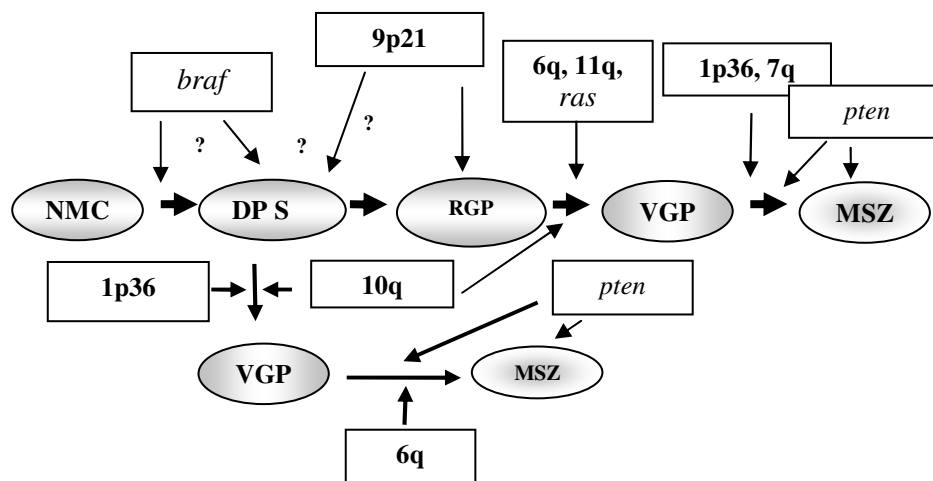 9p21
braf
6q, 11q,
ras
1p36, 7q
pten
?
?
?
NMC
DP S
RGP
VGP
MSZ
1p36
10q
pten
VGP
MSZ
6q